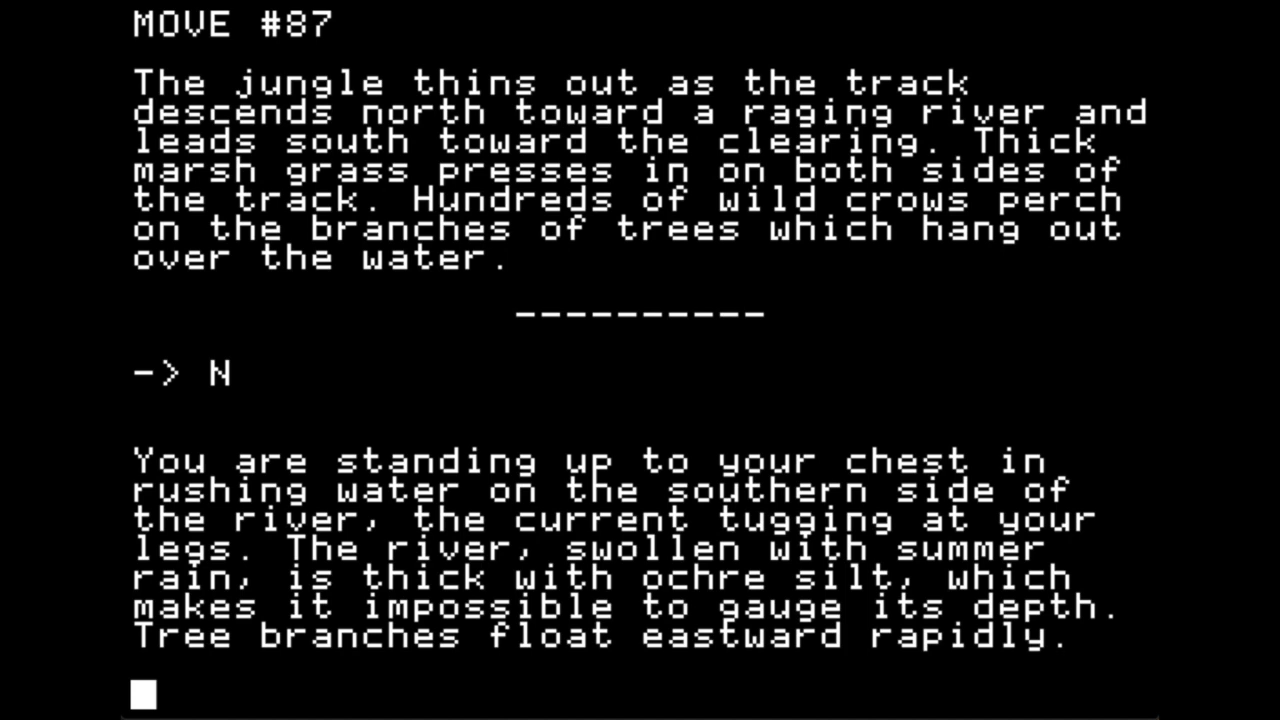 MOVE #87
The jungle thins out as the track
descends north toward a raging river and
leads south toward the clearing. Thick
marsh grass presses in on both sides of
the track. Hundreds of wild crows perch
on the branches of trees which hang out
over the water.
----------
-> N
You are standing up to your chest in
rushing water on the southern side of
the river, the current tugging at your
legs. The river, swollen with summer
rain, is thick with ochre silt, which
makes it impossible to gauge its depth.
Tree branches float eastward rapidly.